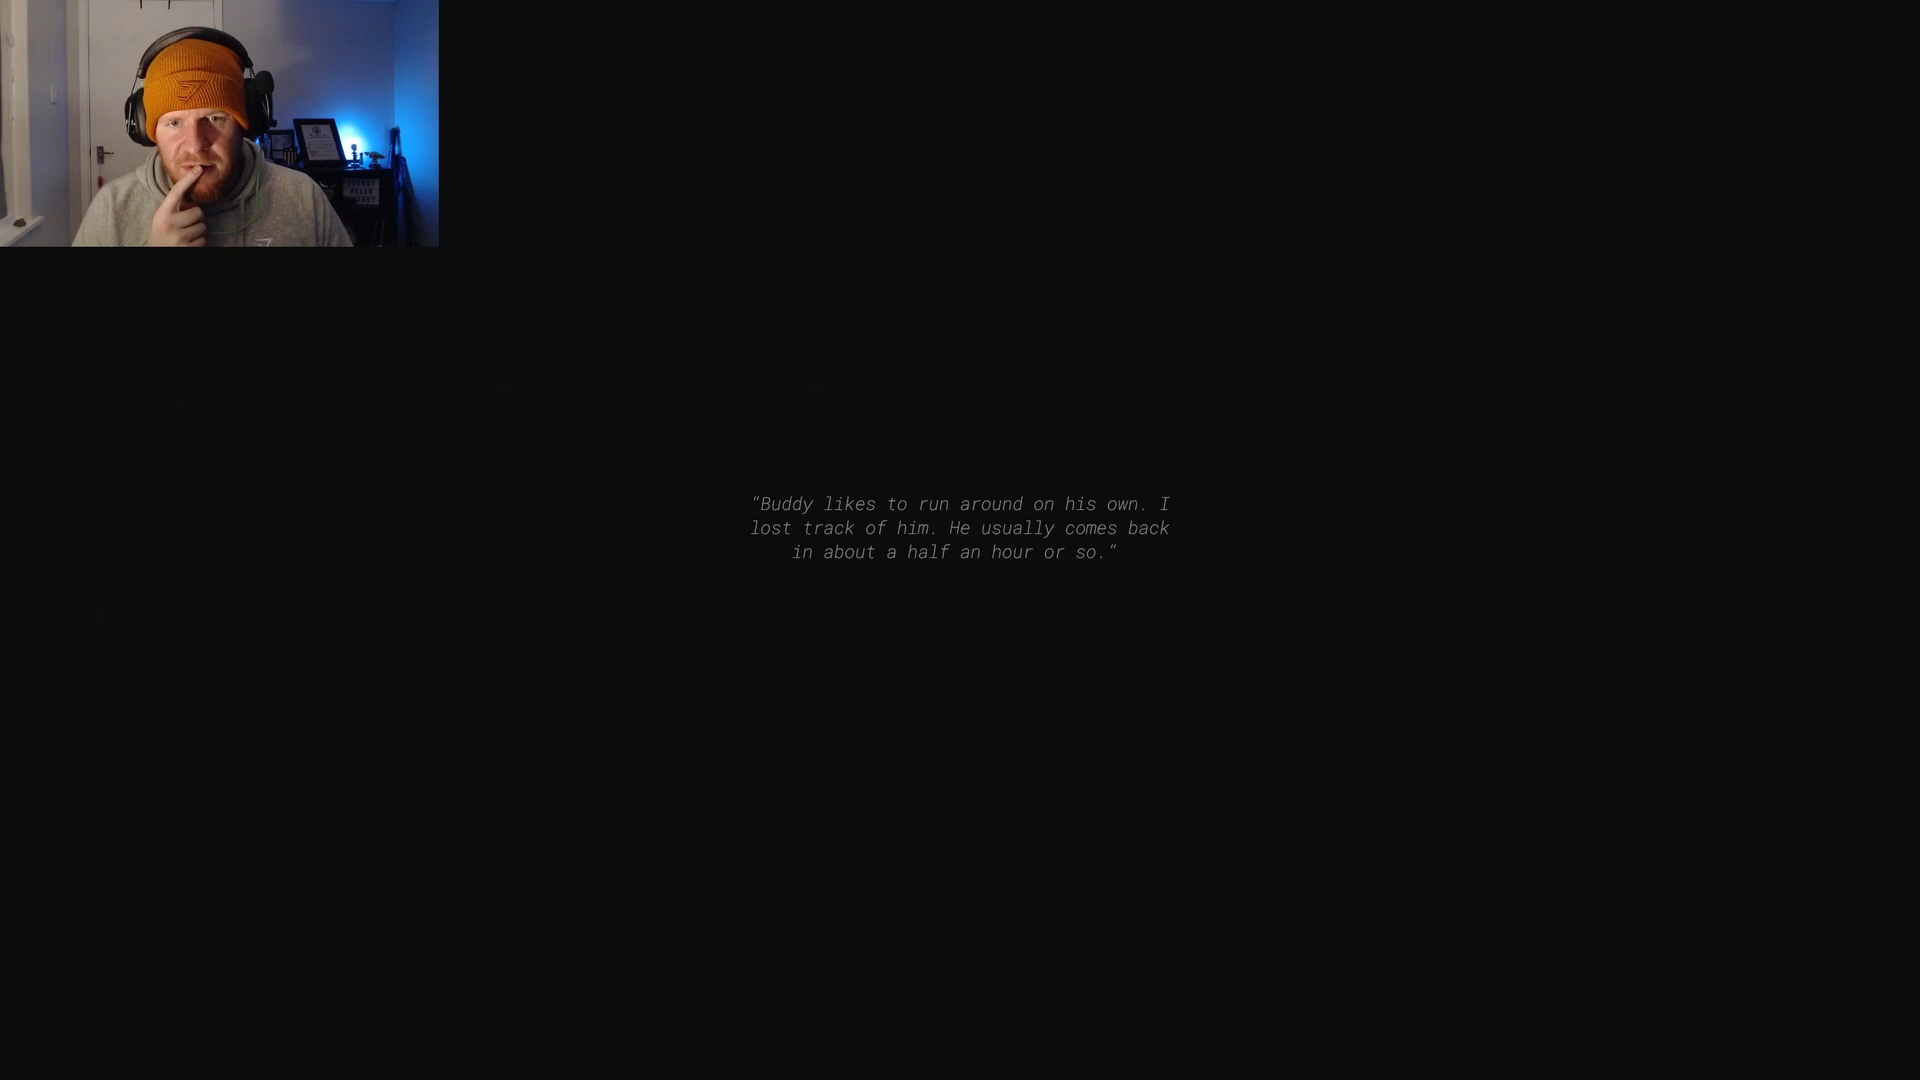 “Buddy likes to run around on his own. I
lost track of him. He usually comes back
in about a half an hour or so.“